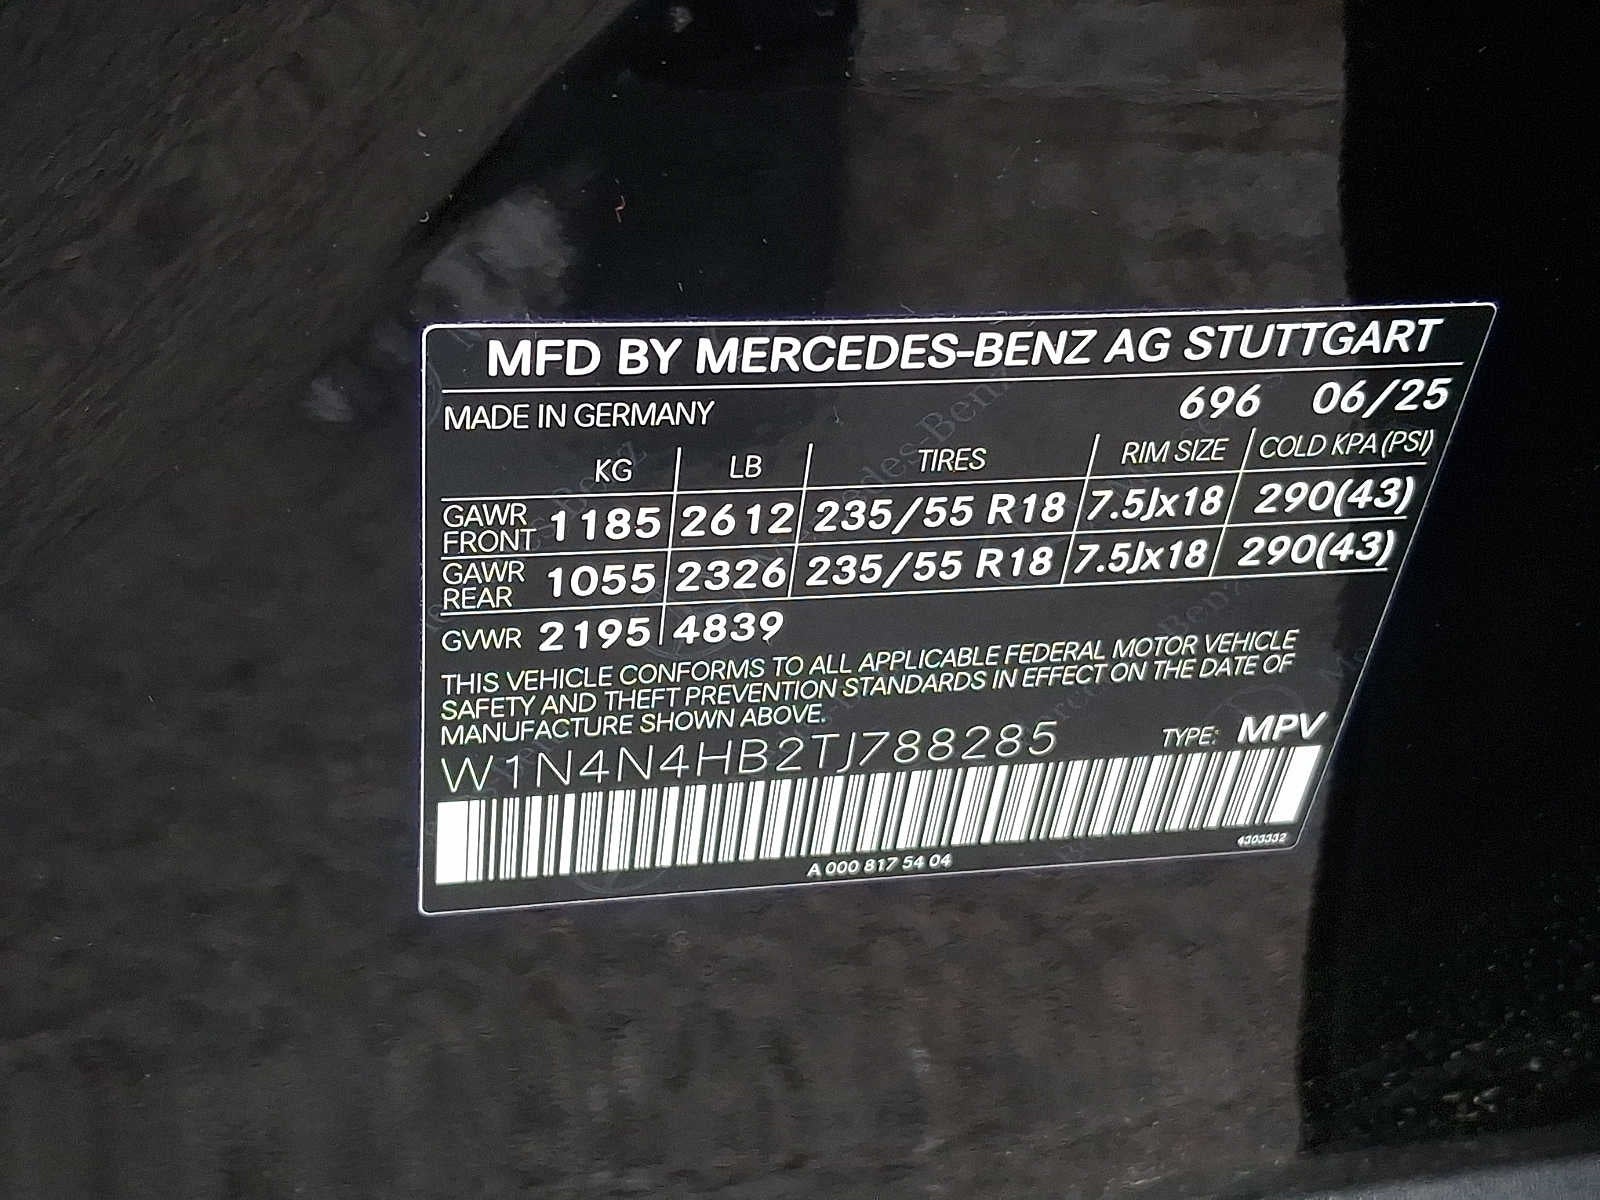 MFD BY MERCEDES-BENZ AG STUTTGART
MADE IN GERMANY 696 06/25
KG LB TIRES RIM SIZE COLD KPA (PSI)
GAWR FRONT 1185 2612 235/55 R18 7.5Jx18 290(43)
GAWR REAR 1055 2326 235/55 R18 7.5Jx18 290(43)
GVWR 2195 4839
THIS VEHICLE CONFORMS TO ALL APPLICABLE FEDERAL MOTOR VEHICLE
SAFETY AND THEFT PREVENTION STANDARDS IN EFFECT ON THE DATE OF
MANUFACTURE SHOWN ABOVE.
W1N4N4HB2TJ788285 TYPE: MPV
4303332
A 000 817 54 04